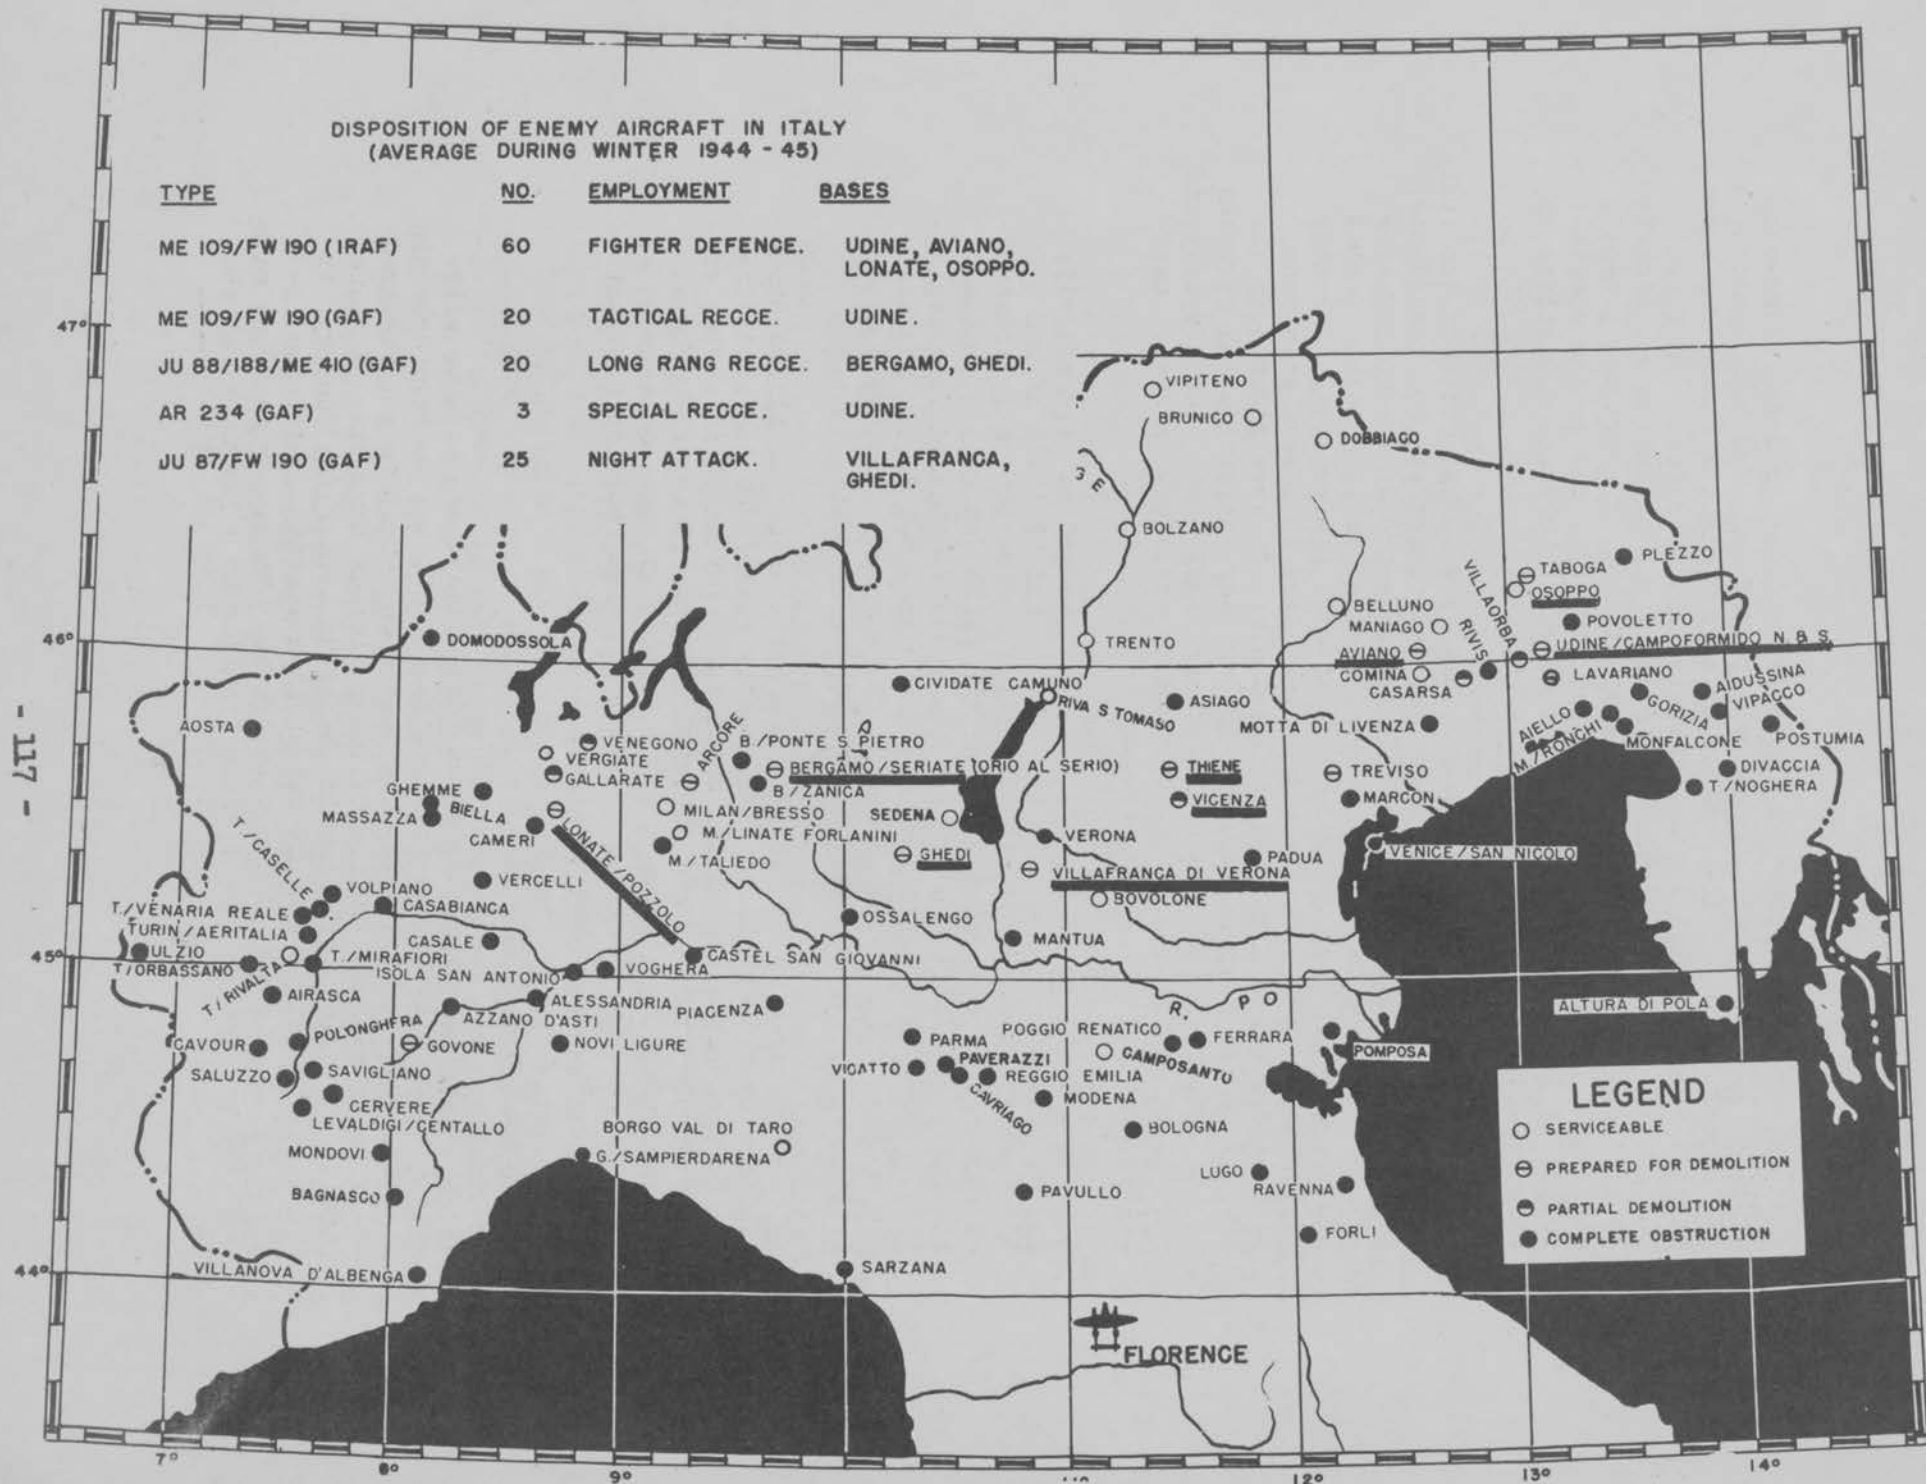 DISPOSITION OF ENEMY AIRCRAFT IN ITALY
(AVERAGE DURING WINTER 1944 - 45)
TYPE NO. EMPLOYMENT BASES
ME 109/FW 190 (IRAF) 60 FIGHTER DEFENCE. UDINE, AVIANO,
LONATE, OSOPPO.
ME 109/FW 190 (GAF) 20 TACTICAL RECCE. UDINE.
JU 88/188/ME 410 (GAF) 20 LONG RANG RECCE. BERGAMO, GHEDI.
AR 234 (GAF) 3 SPECIAL RECCE. UDINE.
JU 87/FW 190 (GAF) 25 NIGHT ATTACK. VILLAFRANCA,
GHEDI.
47°
46°
45°
44°
- 117 -
VIPITENO
BRUNICO
DOBBIACO
GE
BOLZANO
TRENTO
BELLUNO
MANIAGO
AVIANO
COMINA
CASARSA
RIVIS
VILLAORBA
TABOGA
OSOPPO
PLEZZO
POVOLETTO
UDINE/CAMPOFORMIDO N.B S.
LAVARIANO
AIDUSSINA
VIPACCO
GORIZIA
AIELLO
M/RONCHI
MONFALCONE
POSTUMIA
DIVACCIA
T./NOGHERA
DOMODOSSOLA
CIVIDATE CAMUNO
RIVA S TOMASO
ASIAGO
MOTTA DI LIVENZA
AOSTA
VENEGONO
VERGIATE
GALLARATE
ARCORE
B./PONTE S PIETRO
A
BERGAMO/SERIATE (ORIO AL SERIO)
B/ZANICA
THIENE
VICENZA
TREVISO
MARCON
GHEMME
BIELLA
MASSAZZA
CAMERI
MILAN/BRESSO
M./LINATE FORLANINI
M/TALIEDO
SEDENA
GHEDI
VERONA
PADUA
VENICE/SAN NICOLO
VILLAFRANCA DI VERONA
BOVOLONE
LONATE/POZZOLO
T./CASELLE
VERCELLI
VOLPIANO
CASABIANCA
T./VENARIA REALE
TURIN/AERITALIA
CASALE
OSSALENGO
MANTUA
ULZIO
T/ORBASSANO
T/RIVALTA
T./MIRAFIORI
ISOLA SAN ANTONIO
VOGHERA
CASTEL SAN GIOVANNI
AIRASCA
ALESSANDRIA
AZZANO D'ASTI
PIACENZA
R. PO
ALTURA DI POLA
POLONGHERA
CAVOUR
GOVONE
NOVI LIGURE
PARMA
POGGIO RENATICO
FERRARA
POMPOSA
SALUZZO
SAVIGLIANO
VIGATTO
PAVERAZZI
CAMPOSANTO
REGGIO EMILIA
CAVRIAGO
MODENA
CERVERE
LEVALDIGI/CENTALLO
BORGO VAL DI TARO
BOLOGNA
MONDOVI
G./SAMPIERDARENA
LUGO
RAVENNA
BAGNASCO
PAVULLO
FORLI
VILLANOVA D'ALBENGA
SARZANA
FLORENCE
LEGEND
SERVICEABLE
PREPARED FOR DEMOLITION
PARTIAL DEMOLITION
COMPLETE OBSTRUCTION
7°
8°
9°
11°
12°
13°
14°